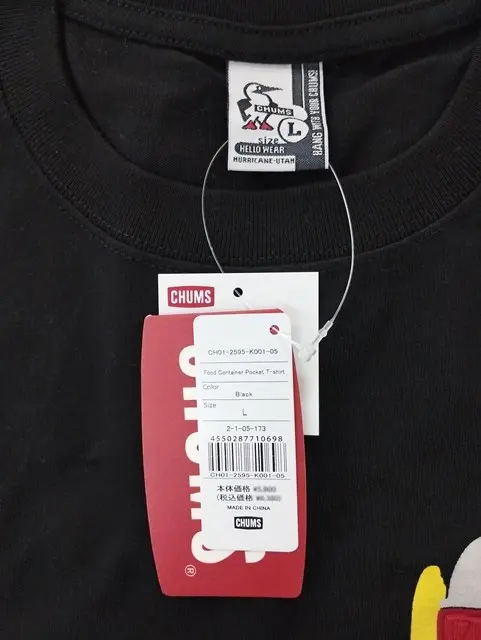 CHUMS
L
size
HELLO WEAR
HURRICANE-UTAH
HANG WITH YOUR CHUMS!
CHUMS
CHUMS
®
CH01-2595-K001-05
Food Container Pocket T-shirt
Color
Black
Size
L
2-1-05-173
4550287710698
CH01-2595-K001-05
本体価格
(税込価格
MADE IN CHINA
CHUMS